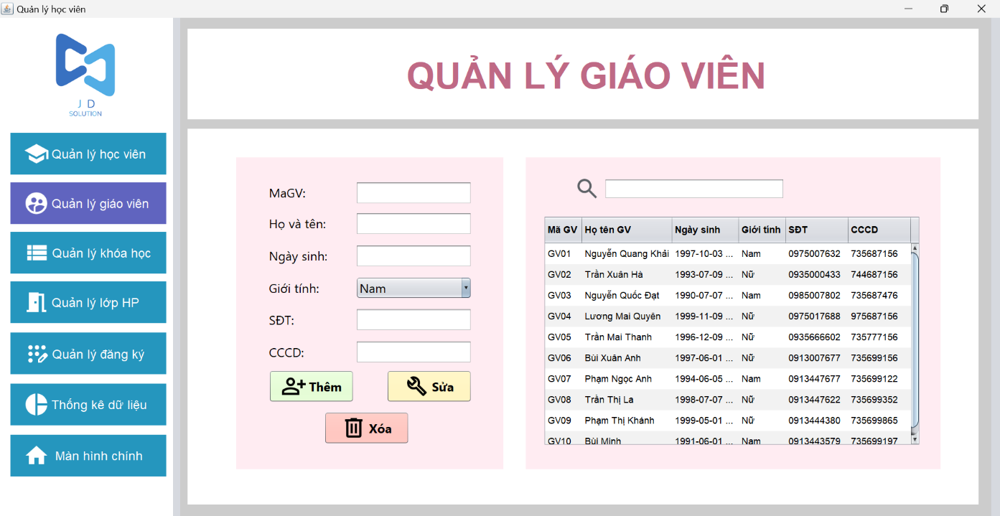 Quản lý học viên
J D
SOLUTION
Quản lý học viên
Quản lý giáo viên
Quản lý khóa học
Quản lý lớp HP
Quản lý đăng ký
Thống kê dữ liệu
Màn hình chính
QUẢN LÝ GIÁO VIÊN
MaGV:
Họ và tên:
Ngày sinh:
Giới tính: Nam
SĐT:
CCCD:
Thêm Sửa
Xóa
Mã GV Họ tên GV Ngày sinh Giới tính SĐT CCCD
GV01 Nguyễn Quang Khải 1997-10-03 ... Nam 0975007632 735687156
GV02 Trần Xuân Hà 1993-07-09 ... Nữ 0935000433 744687156
GV03 Nguyễn Quốc Đạt 1990-07-07 ... Nam 0985007802 735687476
GV04 Lương Mai Quyên 1999-11-09 ... Nữ 0975017688 975687156
GV05 Trần Mai Thanh 1996-12-09 ... Nữ 0935666602 735777156
GV06 Bùi Xuân Anh 1997-06-01 ... Nữ 0913007677 735699156
GV07 Phạm Ngọc Anh 1994-06-05 ... Nam 0913447677 735699122
GV08 Trần Thị La 1998-07-07 ... Nữ 0913447622 735699352
GV09 Phạm Thị Khánh 1999-05-01 ... Nữ 0913444380 735699865
GV10 Bùi Minh 1991-06-01 ... Nam 0913443579 735699197